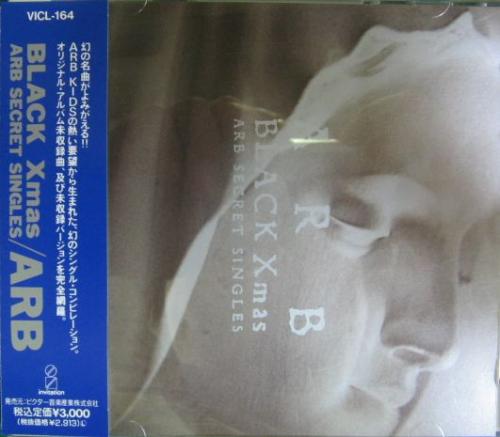 VICL-164
BLACK Xmas/ARB
ARB SECRET SINGLES
幻の名曲がよみがえる!!
ARB KIDSの熱い要望から生まれた、幻のシングル・コンピレーション。
オリジナル・アルバム未収録曲、及び未収録バージョンを完全網羅。
invitation
発売元:ビクター音楽産業株式会社
税込定価¥3,000
(税抜価格¥2,913)Ⓛ
ARB
BLACK Xmas
ARB SECRET SINGLES